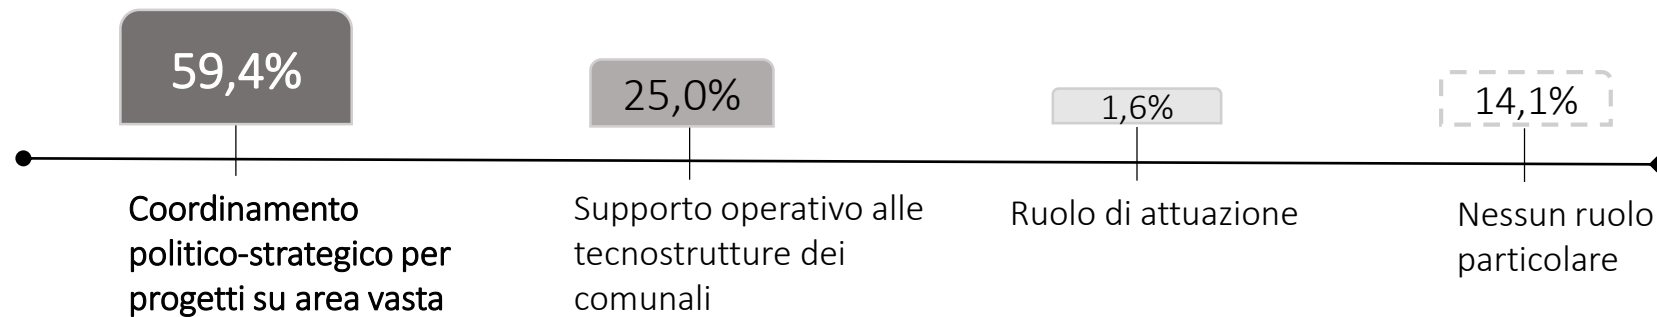 59,4%
25,0%
1,6%
14,1%
Coordinamento
politico-strategico per
progetti su area vasta
Supporto operativo alle
tecnostrutture dei
comunali
Ruolo di attuazione
Nessun ruolo
particolare